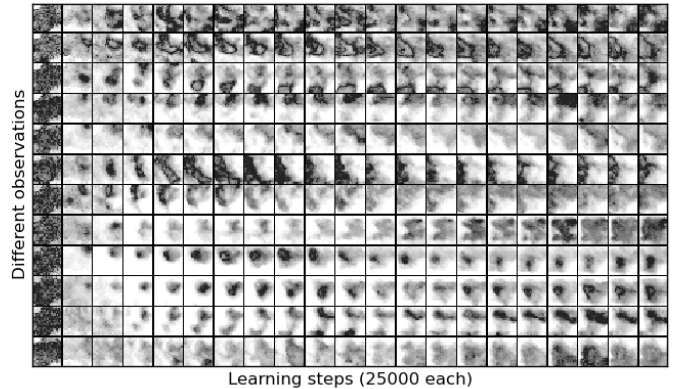 Different observations
Learning steps (25000 each)